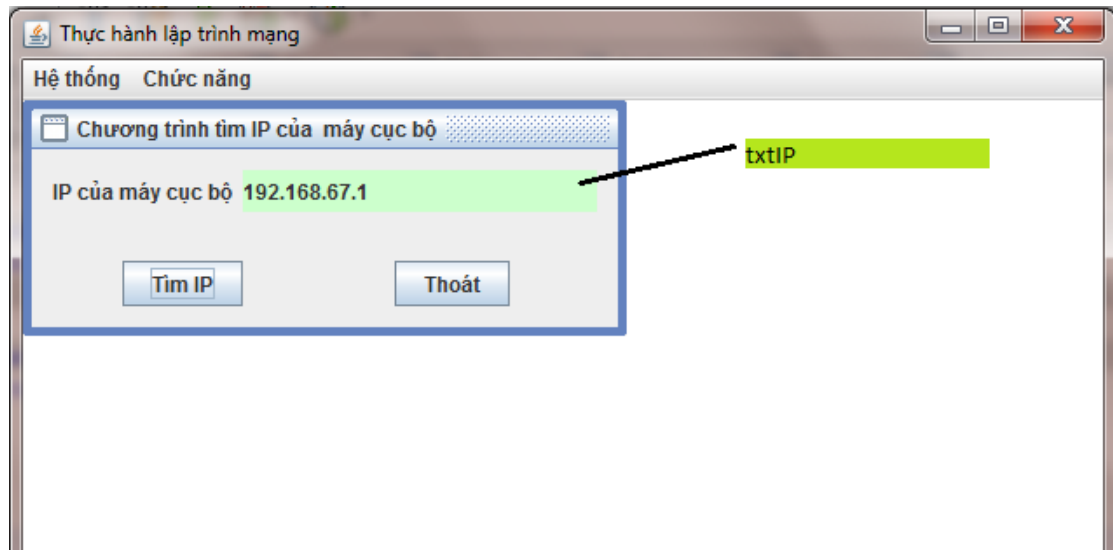 Thực hành lập trình mạng
Hệ thống Chức năng
Chương trình tìm IP của máy cục bộ
txtIP
IP của máy cục bộ 192.168.67.1
Tìm IP Thoát